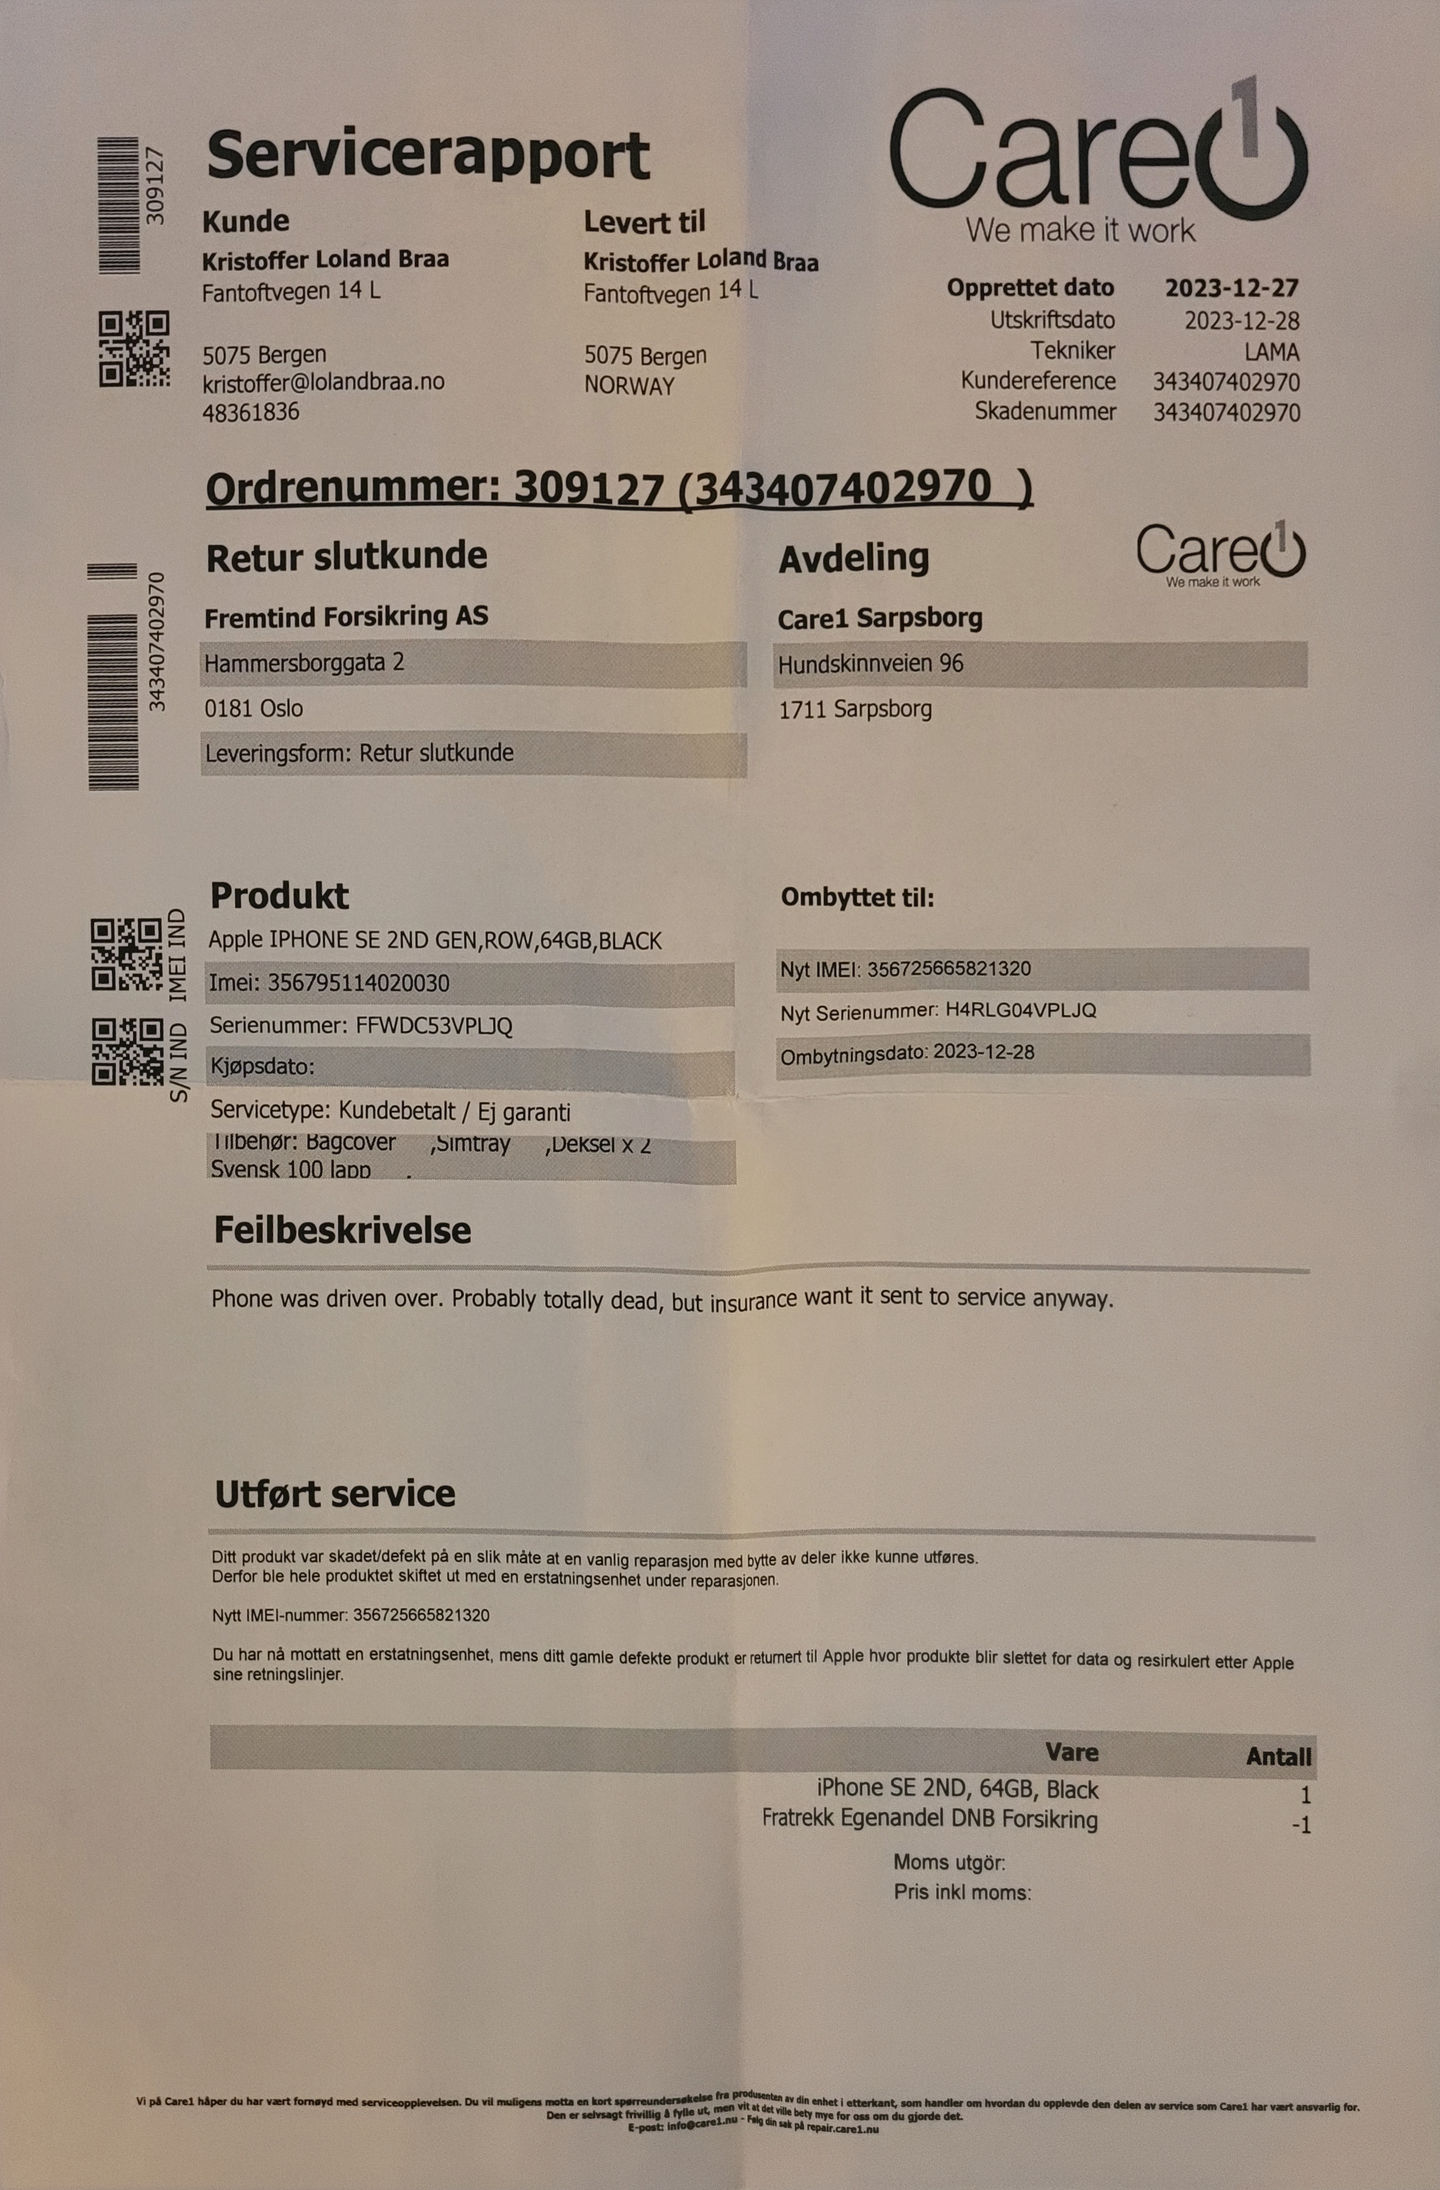 Servicerapport
Care1
We make it work
309127
Kunde
Kristoffer Loland Braa
Fantoftvegen 14 L
5075 Bergen
kristoffer@lolandbraa.no
48361836
Levert til
Kristoffer Loland Braa
Fantoftvegen 14 L
5075 Bergen
NORWAY
Opprettet dato 2023-12-27
Utskriftsdato 2023-12-28
Tekniker LAMA
Kundereference 343407402970
Skadenummer 343407402970
Ordrenummer: 309127 (343407402970 )
343407402970
Retur slutkunde
Fremtind Forsikring AS
Hammersborggata 2
0181 Oslo
Leveringsform: Retur slutkunde
Avdeling
Care1
We make it work
Care1 Sarpsborg
Hundskinnveien 96
1711 Sarpsborg
IMEI IND
S/N IND
Produkt
Apple IPHONE SE 2ND GEN,ROW,64GB,BLACK
Imei: 356795114020030
Serienummer: FFWDC53VPLJQ
Kjøpsdato:
Servicetype: Kundebetalt / Ej garanti
Tilbehør: Bagcover ,Simtray ,Deksel x 2
Svensk 100 lapp .
Ombyttet til:
Nyt IMEI: 356725665821320
Nyt Serienummer: H4RLG04VPLJQ
Ombytningsdato: 2023-12-28
Feilbeskrivelse
Phone was driven over. Probably totally dead, but insurance want it sent to service anyway.
Utført service
Ditt produkt var skadet/defekt på en slik måte at en vanlig reparasjon med bytte av deler ikke kunne utføres.
Derfor ble hele produktet skiftet ut med en erstatningsenhet under reparasjonen.
Nytt IMEI-nummer: 356725665821320
Du har nå mottatt en erstatningsenhet, mens ditt gamle defekte produkt er returnert til Apple hvor produkte blir slettet for data og resirkulert etter Apple
sine retningslinjer.
Vare Antall
iPhone SE 2ND, 64GB, Black 1
Fratrekk Egenandel DNB Forsikring -1
Moms utgör:
Pris inkl moms:
Vi på Care1 håper du har vært fornøyd med serviceopplevelsen. Du vil muligens motta en kort spørreundersøkelse fra produsenten av din enhet i etterkant, som handler om hvordan du opplevde den delen av service som Care1 har vært ansvarlig for.
Den er selvsagt frivillig å fylle ut, men vit at det ville bety mye for oss om du gjorde det.
E-post: info@care1.nu - Følg din sak på repair.care1.nu